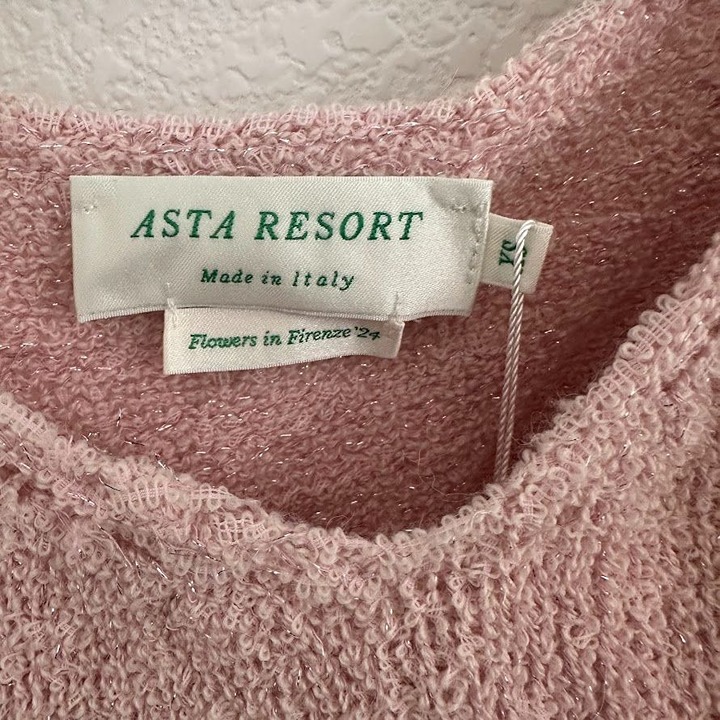 ASTA RESORT
Made in Italy
Flowers in Firenze '24